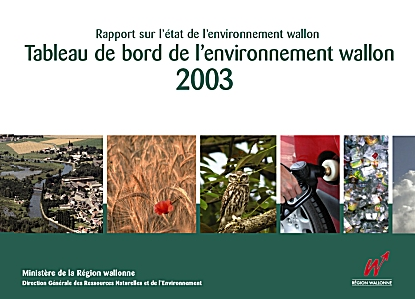 Rapport sur l'état de l'environnement wallon
Tableau de bord de l'environnement wallon
2003
Ministère de la Région wallonne
Direction Générale des Ressources Naturelles et de l'Environnement
RÉGION WALLONNE